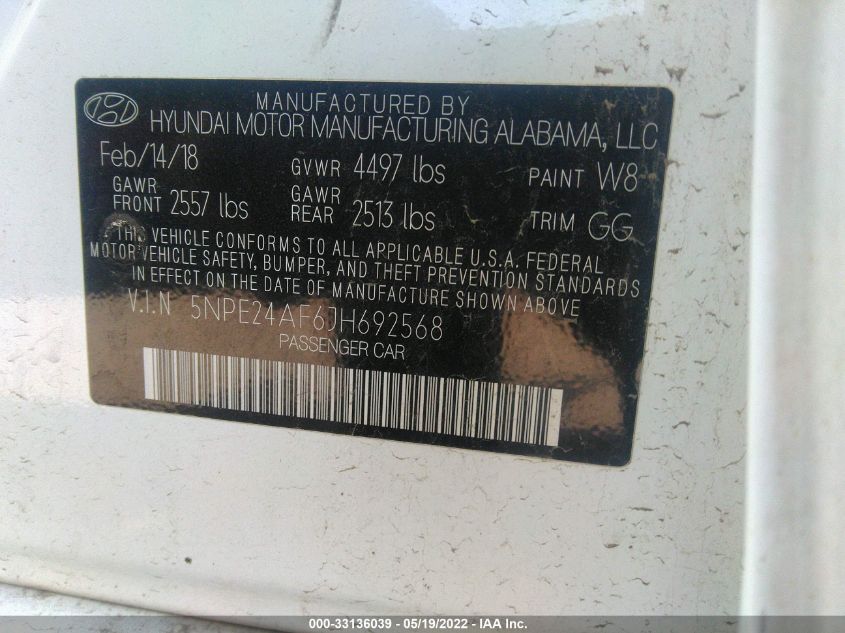 MANUFACTURED BY
HYUNDAI MOTOR MANUFACTURING ALABAMA, LLC
Feb/14/18 GVWR 4497 lbs PAINT W8
GAWR FRONT 2557 lbs GAWR REAR 2513 lbs TRIM GG
THIS VEHICLE CONFORMS TO ALL APPLICABLE U.S.A. FEDERAL
MOTOR VEHICLE SAFETY, BUMPER, AND THEFT PREVENTION STANDARDS
IN EFFECT ON THE DATE OF MANUFACTURE SHOWN ABOVE
V.I.N 5NPE24AF6JH692568
PASSENGER CAR
000-33136039 - 05/19/2022 - IAA Inc.